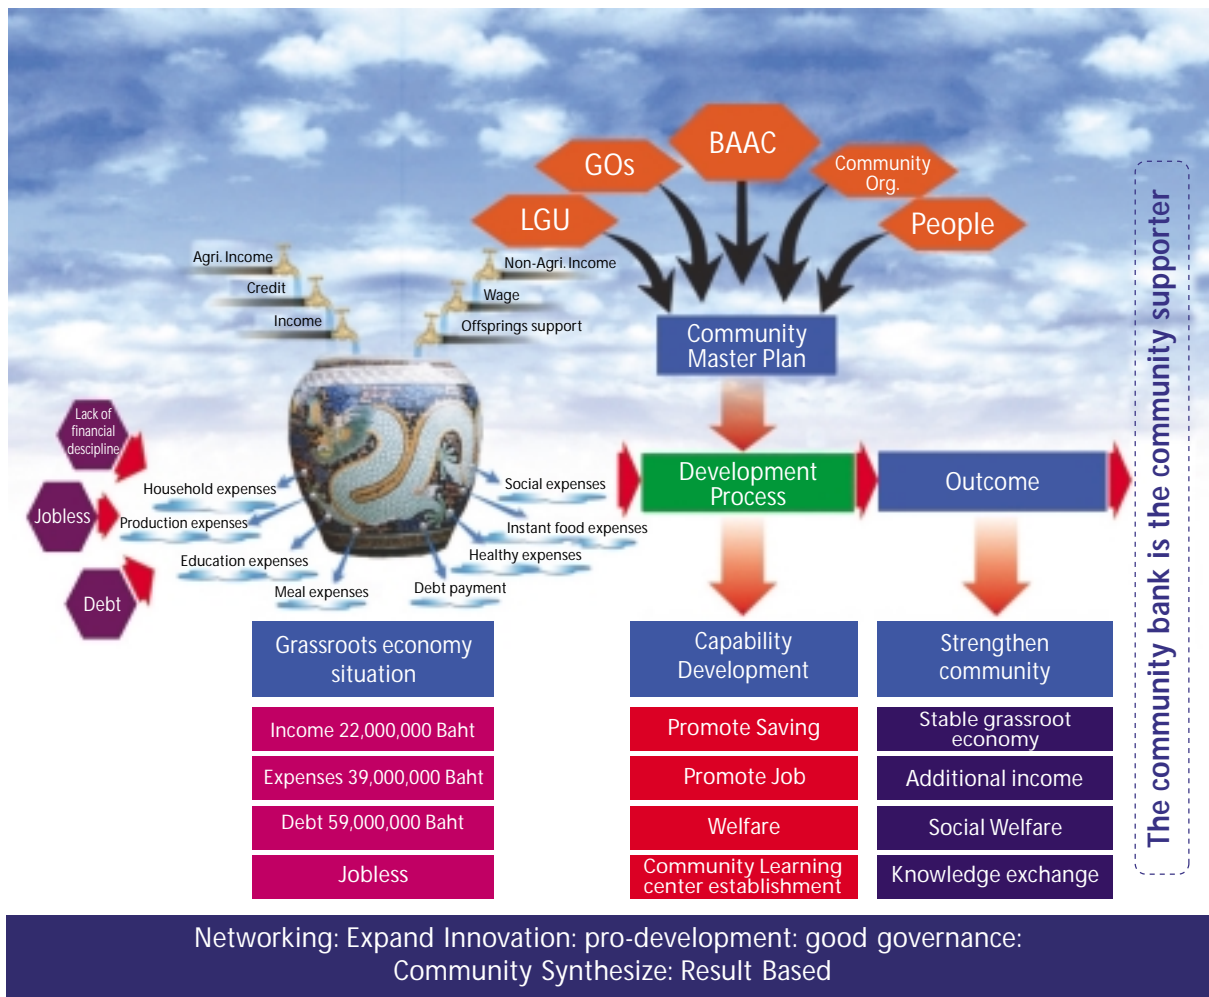 BAAC
GOs
Community
Org.
LGU
People
Agri. Income
Credit
Income
Non-Agri. Income
Wage
Offsprings support
Community
Master Plan
Lack of
financial
descipline
Jobless
Debt
Household expenses
Production expenses
Education expenses
Meal expenses
Social expenses
Instant food expenses
Healthy expenses
Debt payment
Development
Process
Outcome
Grassroots economy
situation
Income 22,000,000 Baht
Expenses 39,000,000 Baht
Debt 59,000,000 Baht
Jobless
Capability
Development
Promote Saving
Promote Job
Welfare
Community Learning
center establishment
Strengthen
community
Stable grassroot
economy
Additional income
Social Welfare
Knowledge exchange
The community bank is the community supporter
Networking: Expand Innovation: pro-development: good governance:
Community Synthesize: Result Based